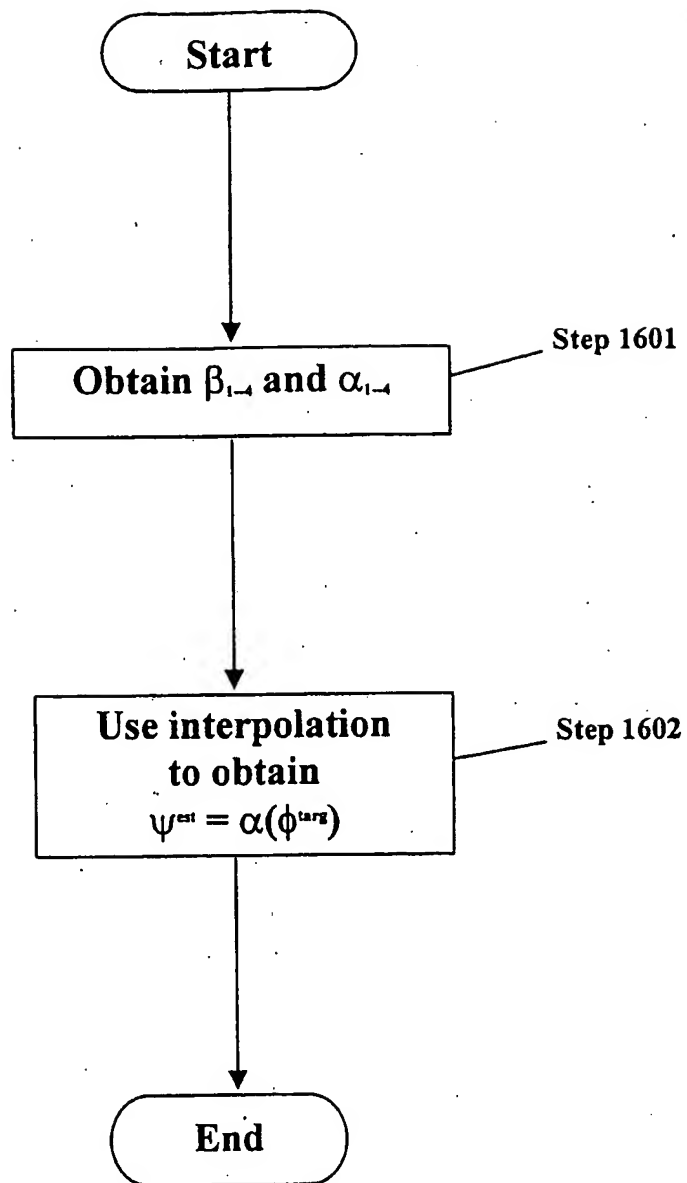 Start
Step 1601
Obtain β₁₋₄ and α₁₋₄
Step 1602
Use interpolation
to obtain
ψᵉˢᵗ = α(ϕᵗᵃʳᵍ)
End